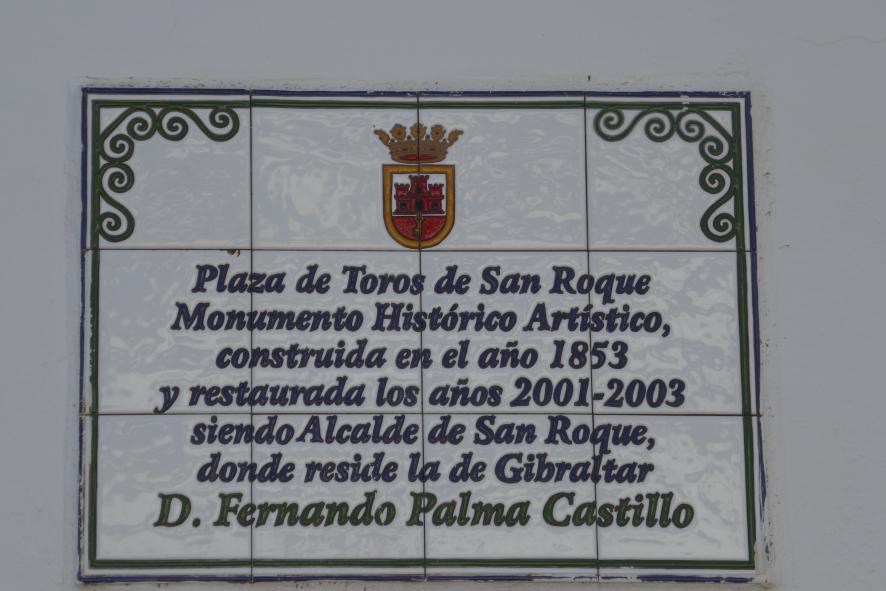 Plaza de Toros de San Roque
Monumento Histórico Artístico,
construida en el año 1853
y restaurada los años 2001-2003
siendo Alcalde de San Roque,
donde reside la de Gibraltar
D. Fernando Palma Castillo